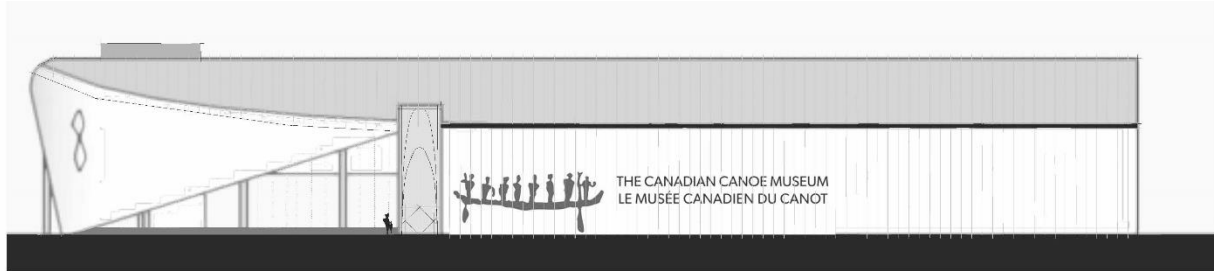 THE CANADIAN CANOE MUSEUM
LE MUSÉE CANADIEN DU CANOT